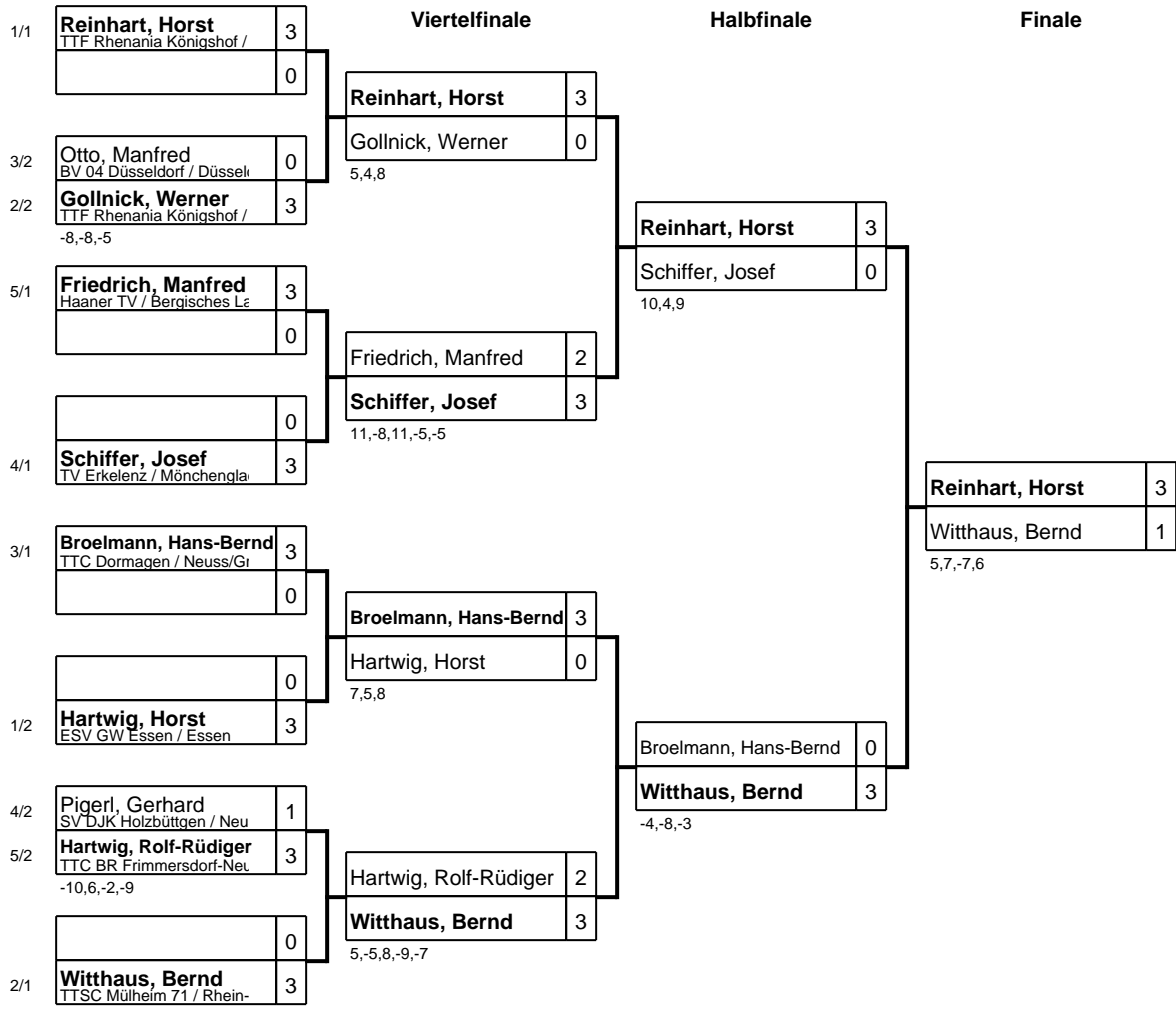 Viertelfinale
Halbfinale
Finale
1/1
Reinhart, Horst 3
TTF Rhenania Königshof /
0
3/2
Otto, Manfred 0
BV 04 Düsseldorf /
2/2
Gollnick, Werner 3
TTF Rhenania Königshof /
-8,-8,-5
5/1
Friedrich, Manfred 3
Haaner TV / Bergisches
0
0
4/1
Schiffer, Josef 3
TV Erkelenz /
3/1
Broelmann, Hans-Bernd 3
TTC Dormagen /
0
0
1/2
Hartwig, Horst 3
ESV GW Essen / Essen
4/2
Pigerl, Gerhard 1
SV DJK Holzbüttgen / Neu
5/2
Hartwig, Rolf-Rüdiger 3
TTC BR
-10,6,-2,-9
0
2/1
Witthaus, Bernd 3
TTSC Mülheim 71 / Rhein-
Reinhart, Horst 3
Gollnick, Werner 0
5,4,8
Friedrich, Manfred 2
Schiffer, Josef 3
11,-8,11,-5,-5
Broelmann, Hans-Bernd 3
Hartwig, Horst 0
7,5,8
Hartwig, Rolf-Rüdiger 2
Witthaus, Bernd 3
5,-5,8,-9,-7
Reinhart, Horst 3
Schiffer, Josef 0
10,4,9
Broelmann, Hans-Bernd 0
Witthaus, Bernd 3
-4,-8,-3
Reinhart, Horst 3
Witthaus, Bernd 1
5,7,-7,6